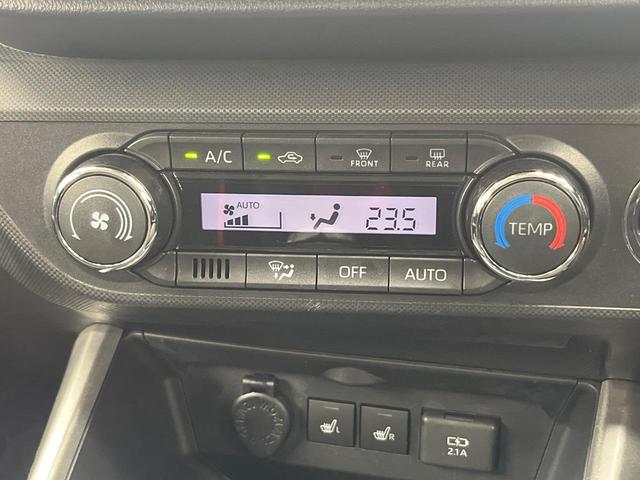 A/C
FRONT
REAR
AUTO
23.5
TEMP
OFF
AUTO
L
R
2.1A